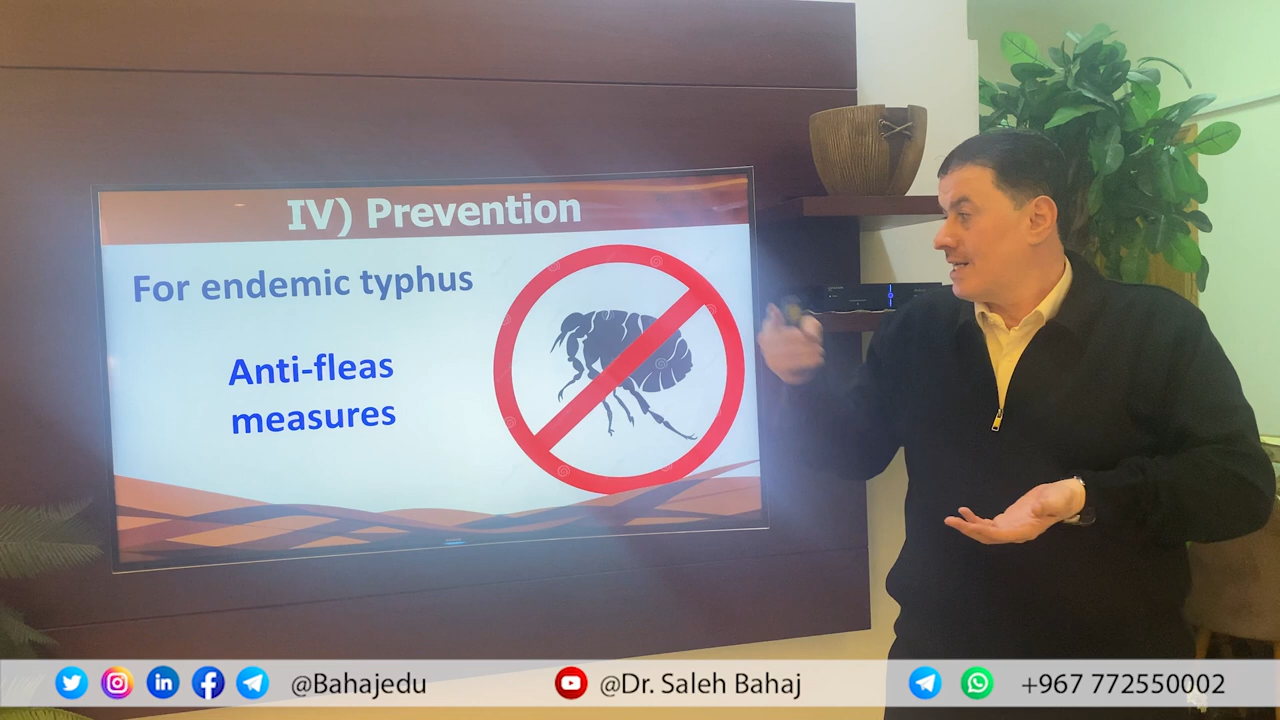 IV) Prevention
For endemic typhus
Anti-fleas
measures
@Bahajedu
@Dr. Saleh Bahaj
+967 772550002